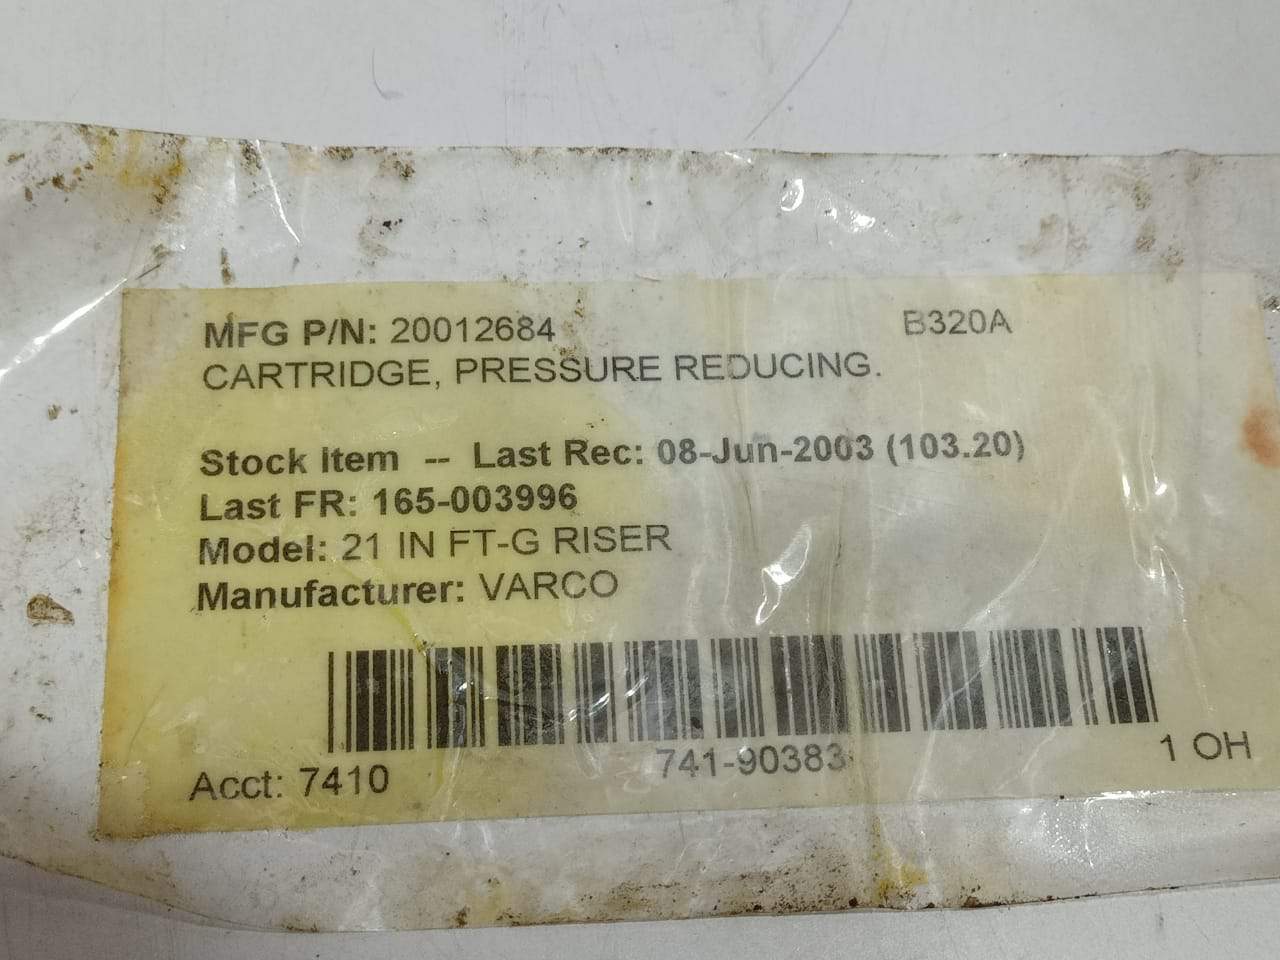 MFG P/N: 20012684 B320A
CARTRIDGE, PRESSURE REDUCING.
Stock Item -- Last Rec: 08-Jun-2003 (103.20)
Last FR: 165-003996
Model: 21 IN FT-G RISER
Manufacturer: VARCO
741-90383
Acct: 7410 1 OH